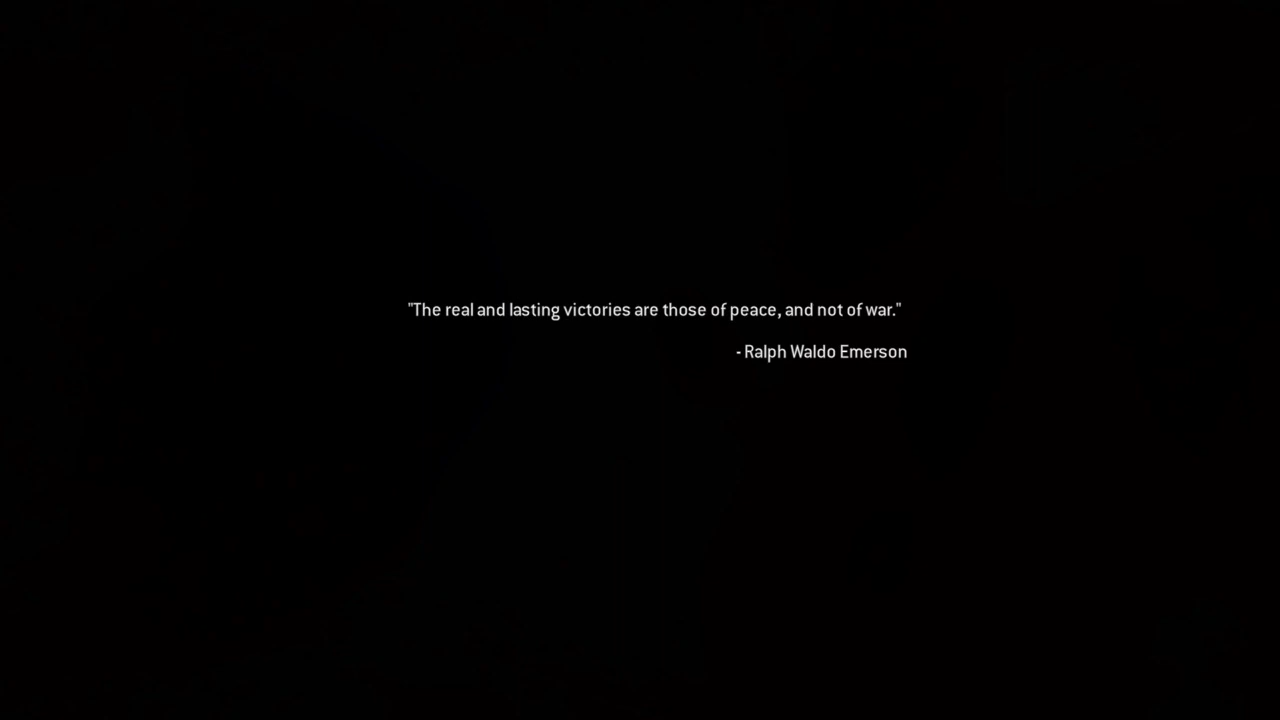 "The real and lasting victories are those of peace, and not of war."
- Ralph Waldo Emerson